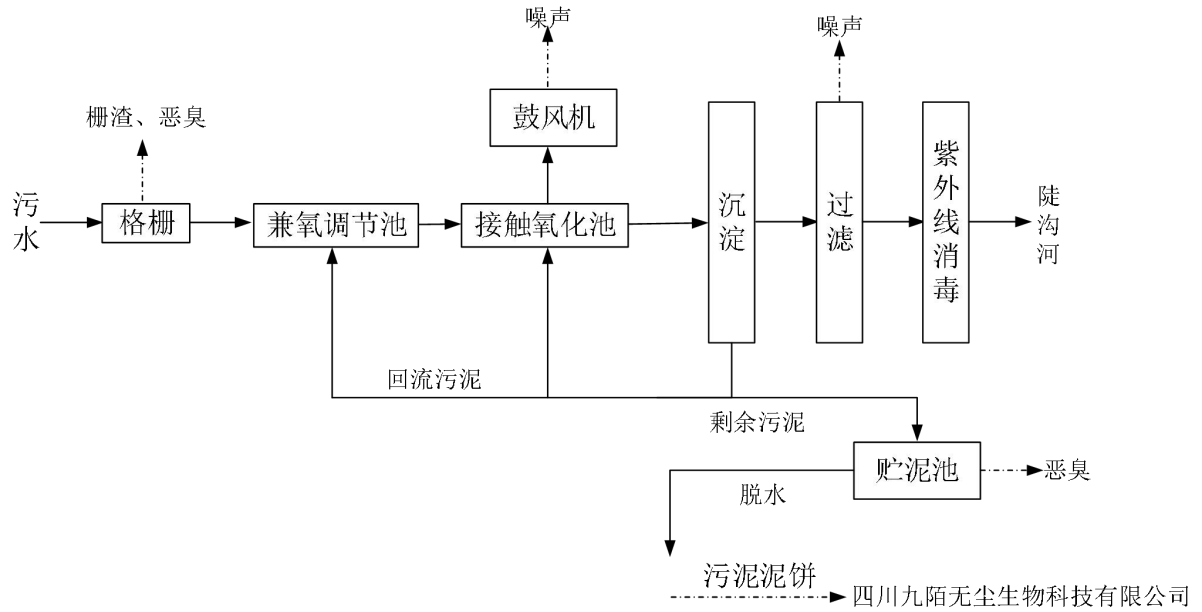 噪声
噪声
栅渣、恶臭
鼓风机
污水
格栅
兼氧调节池
接触氧化池
沉淀
过滤
紫外线消毒
陡沟河
回流污泥
剩余污泥
贮泥池
恶臭
脱水
污泥泥饼
四川九陌无尘生物科技有限公司